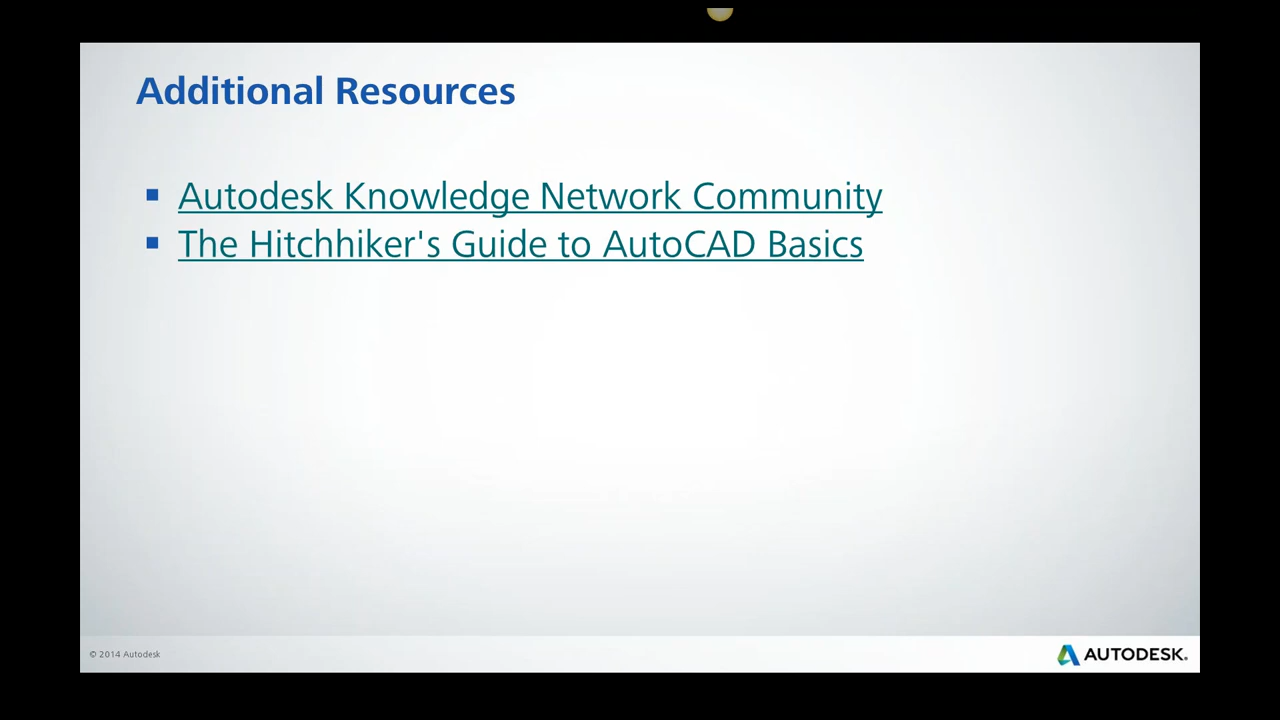 Additional Resources
Autodesk Knowledge Network Community
The Hitchhiker's Guide to AutoCAD Basics
© 2014 Autodesk
AUTODESK.